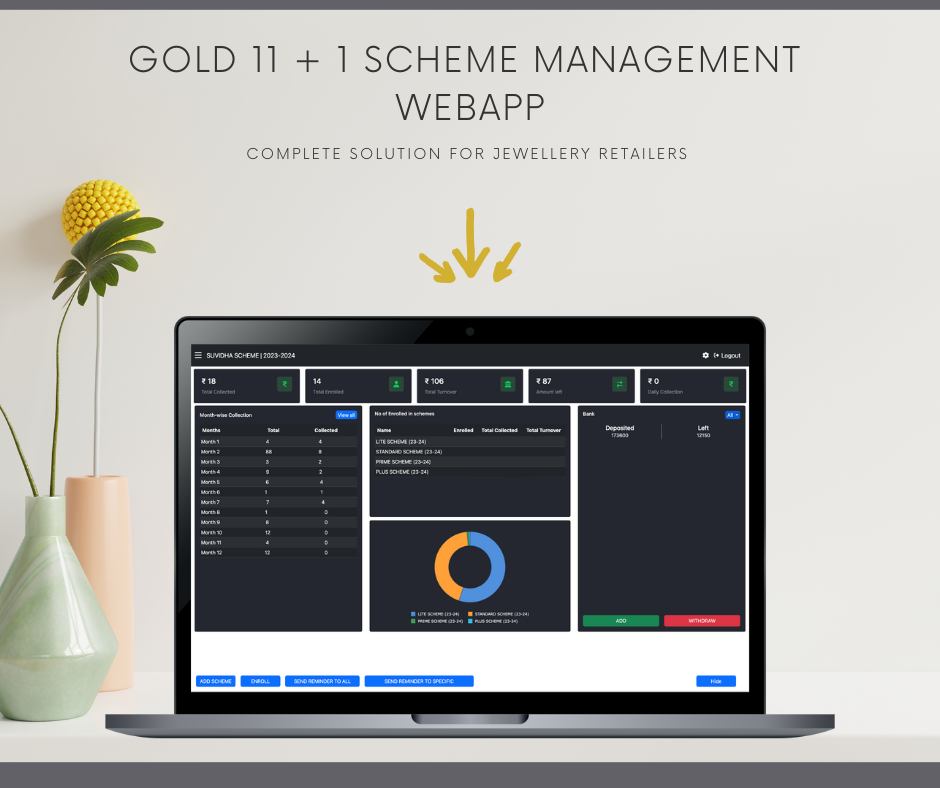 GOLD 11 + 1 SCHEME MANAGEMENT
WEBAPP
COMPLETE SOLUTION FOR JEWELLERY RETAILERS
SUVIDHA SCHEME | 2023-2024
Logout
₹ 18
Total Collected
14
Total Enrolled
₹ 106
Total Turnover
₹ 87
Amount left
₹ 0
Daily Collection
Month-wise Collection View all
Months Total Collected
Month 1 4 4
Month 2 88 8
Month 3 3 2
Month 4 9 2
Month 5 6 4
Month 6 1 1
Month 7 7 4
Month 8 1 0
Month 9 8 0
Month 10 12 0
Month 11 4 0
Month 12 12 0
No of Enrolled in schemes
Name Enrolled Total Collected Total Turnover
LITE SCHEME (23-24)
STANDARD SCHEME (23-24)
PRIME SCHEME (23-24)
PLUS SCHEME (23-24)
LITE SCHEME (23-24) STANDARD SCHEME (23-24)
PRIME SCHEME (23-24) PLUS SCHEME (23-24)
Bank All
Deposited Left
173600 12150
ADD WITHDRAW
ADD SCHEME ENROLL SEND REMINDER TO ALL SEND REMINDER TO SPECIFIC Hide